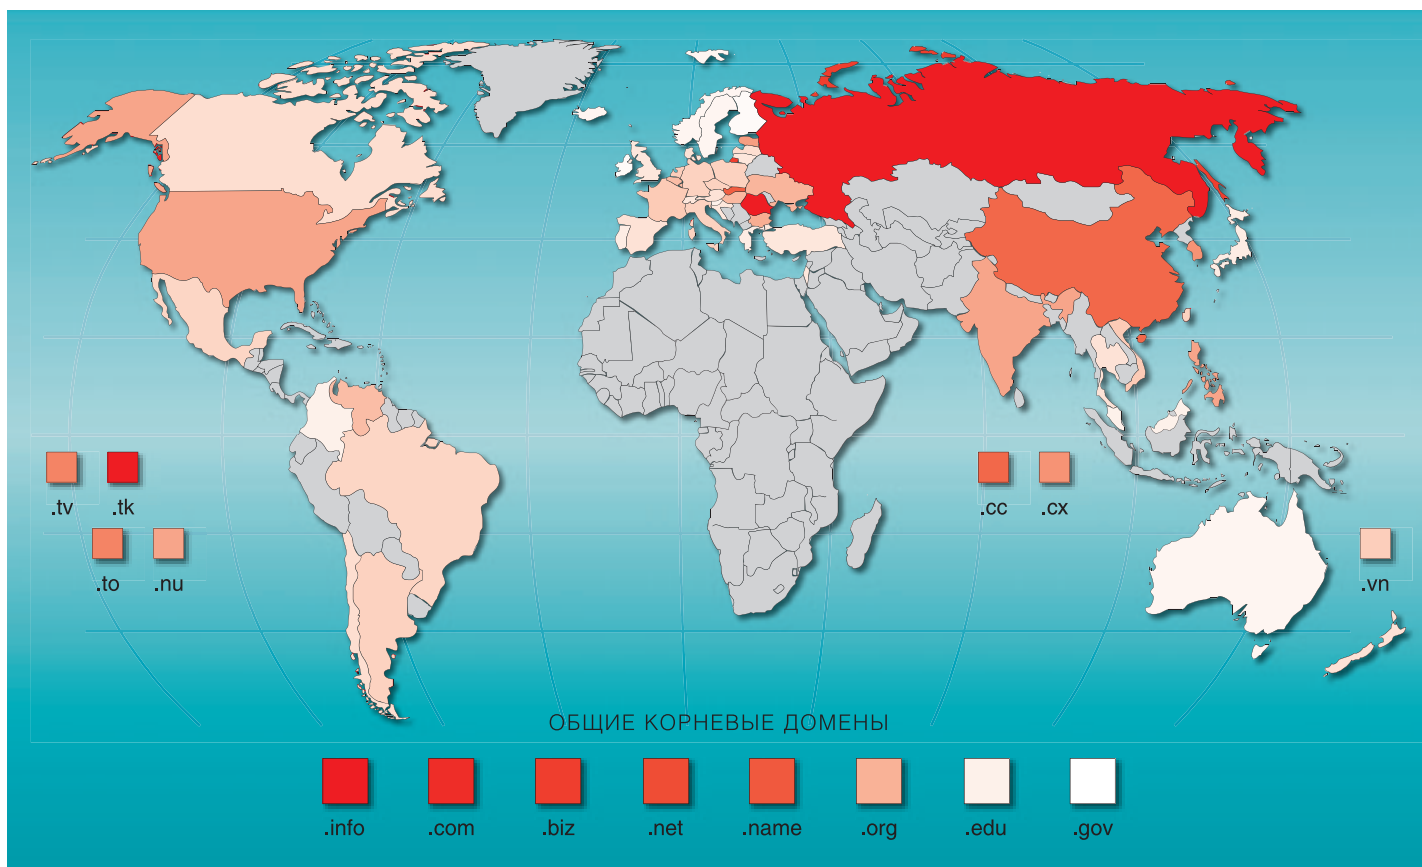 .tv .tk
.cc .cx
.to .nu
.vn
ОБЩИЕ КОРНЕВЫЕ ДОМЕНЫ
.info .com .biz .net .name .org .edu .gov